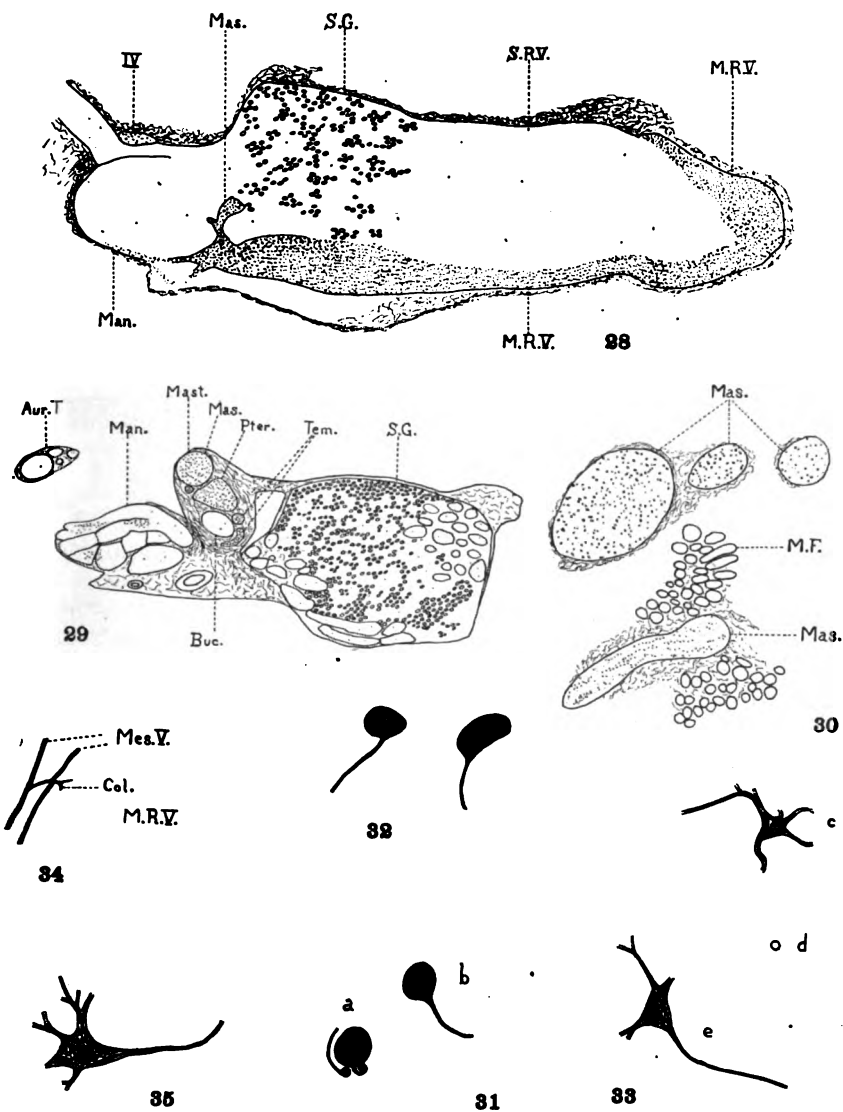 IV
Mas.
S.G.
S.R.V.
M.R.V.
Man.
M.R.V.
28
Aur.T
Man.
Mast.
Mas.
Pter.
Tem.
S.G.
Buc.
29
Mas.
M.F.
Mas.
30
Mes.V.
Col.
M.R.V.
34
32
c
d
e
33
35
a
b
31